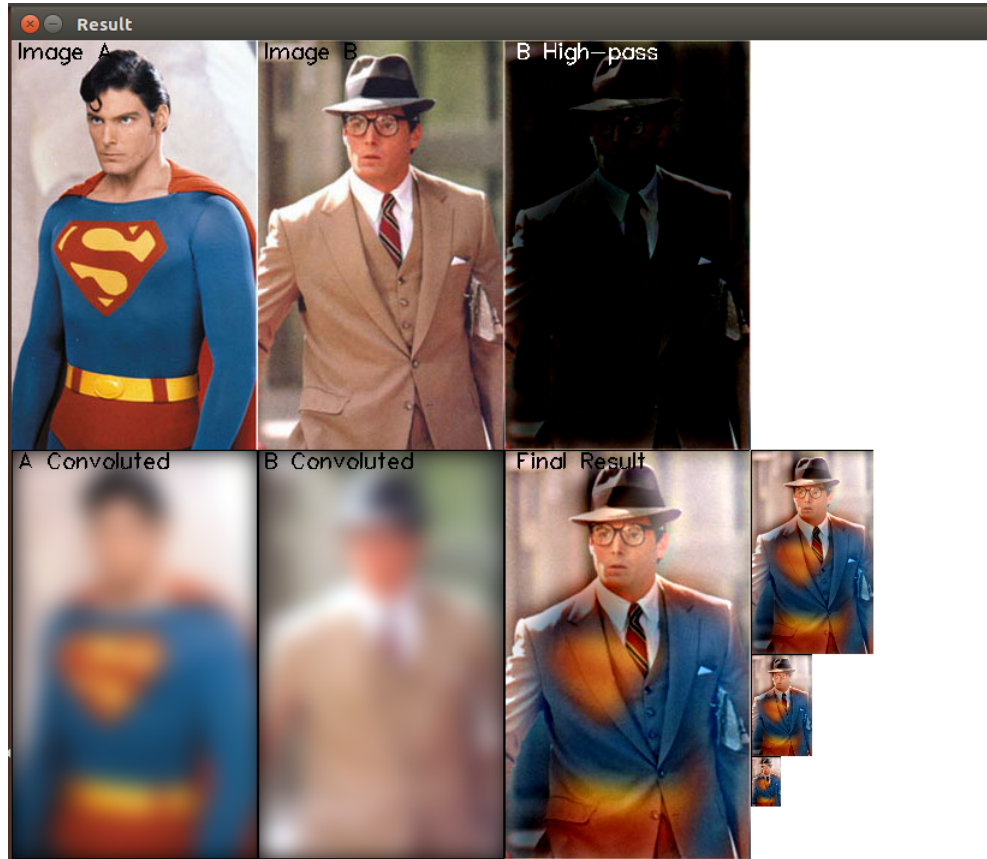 Result
Image A
Image B
B High-pass
A Convoluted
B Convoluted
Final Result